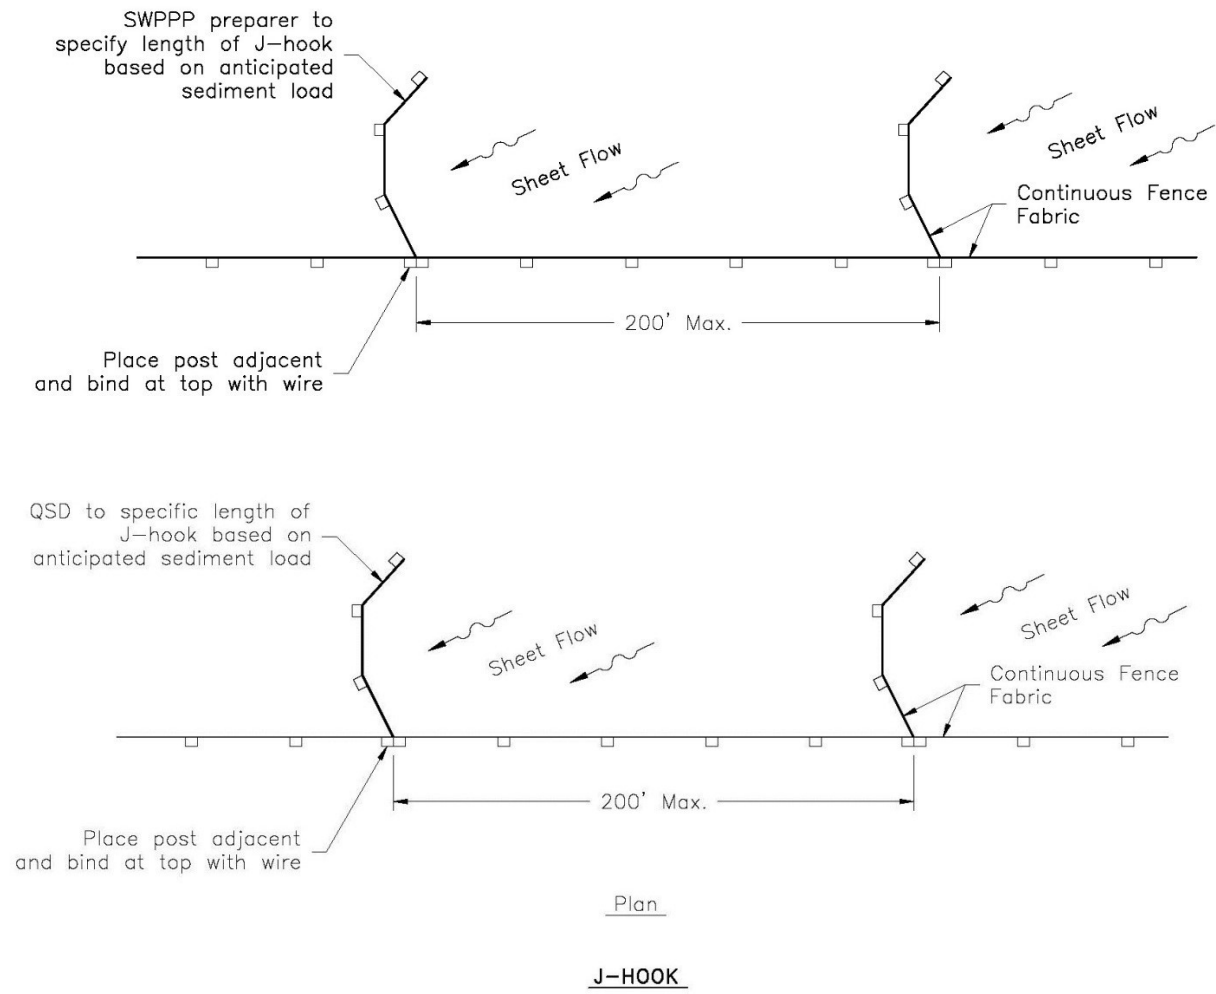 SWPPP preparer to
specify length of J-hook
based on anticipated
sediment load
Sheet Flow
Sheet Flow
Continuous Fence
Fabric
200' Max.
Place post adjacent
and bind at top with wire
QSD to specific length of
J-hook based on
anticipated sediment load
Sheet Flow
Sheet Flow
Continuous Fence
Fabric
200' Max.
Place post adjacent
and bind at top with wire
Plan
J-HOOK